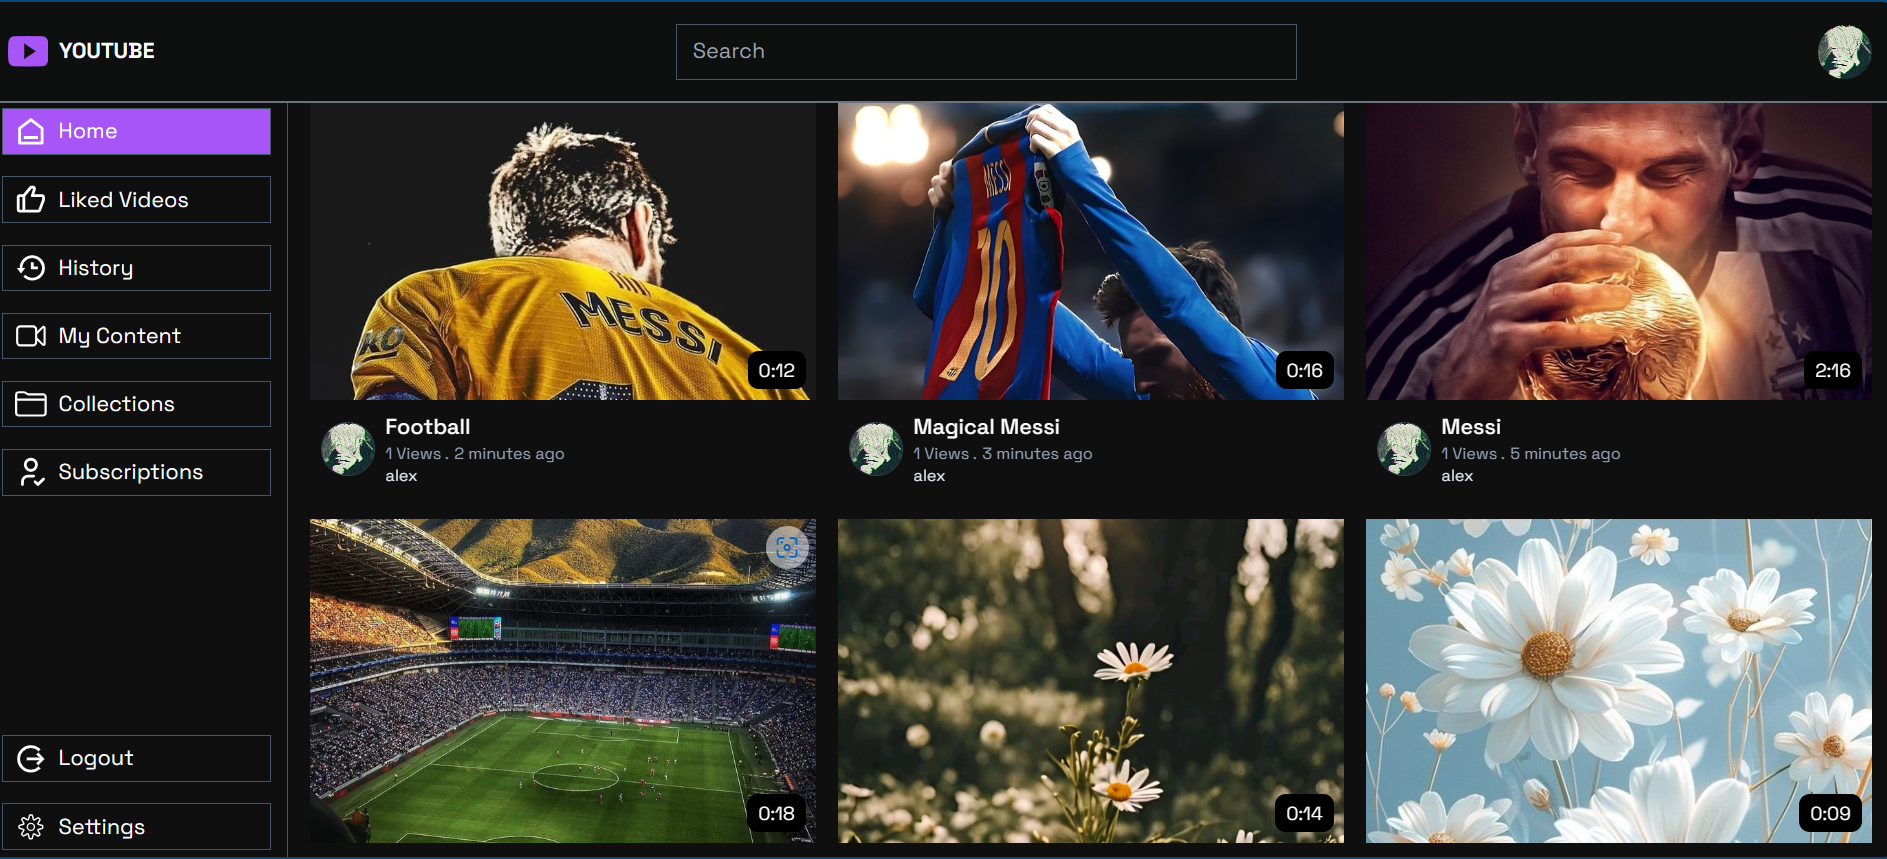 YOUTUBE
Search
Home
Liked Videos
History
My Content
Collections
Subscriptions
Logout
Settings
MESSI
KO
0:12
MESSI
10
0:16
2:16
Football
1 Views . 2 minutes ago
alex
Magical Messi
1 Views . 3 minutes ago
alex
Messi
1 Views . 5 minutes ago
alex
0:18
0:14
0:09